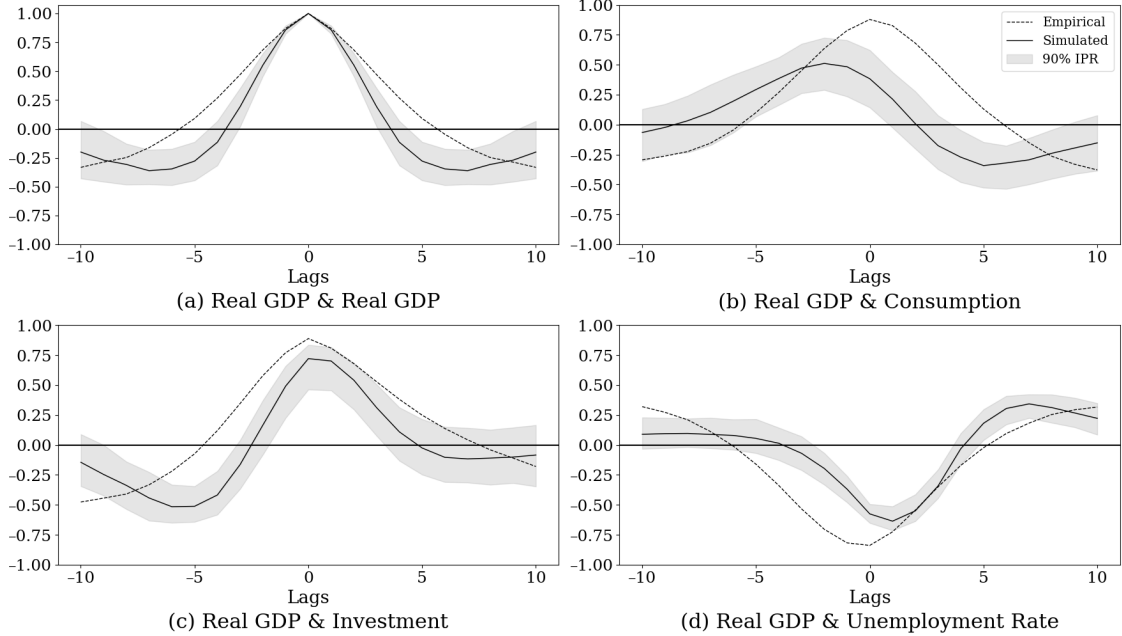 1.00
0.75
0.50
0.25
0.00
−0.25
−0.50
−0.75
−1.00
−10 −5 0 5 10
Lags
(a) Real GDP & Real GDP
1.00
0.75
0.50
0.25
0.00
−0.25
−0.50
−0.75
−1.00
Empirical
Simulated
90% IPR
−10 −5 0 5 10
Lags
(b) Real GDP & Consumption
1.00
0.75
0.50
0.25
0.00
−0.25
−0.50
−0.75
−1.00
−10 −5 0 5 10
Lags
(c) Real GDP & Investment
1.00
0.75
0.50
0.25
0.00
−0.25
−0.50
−0.75
−1.00
−10 −5 0 5 10
Lags
(d) Real GDP & Unemployment Rate